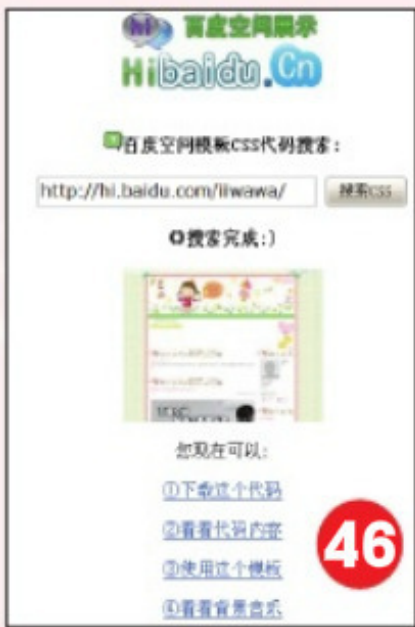 hi 百度空间展示
Hibaidu.Cn
百度空间模板CSS代码搜索：
http://hi.baidu.com/iiwawa/ 搜索CSS
搜索完成:)
您现在可以:
①下载这个代码
②看看代码内容
③使用这个模板
④看看背景音乐
46